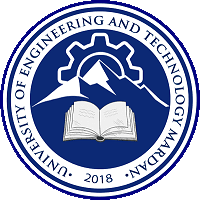 UNIVERSITY OF ENGINEERING AND TECHNOLOGY MARDAN
· 2018 ·